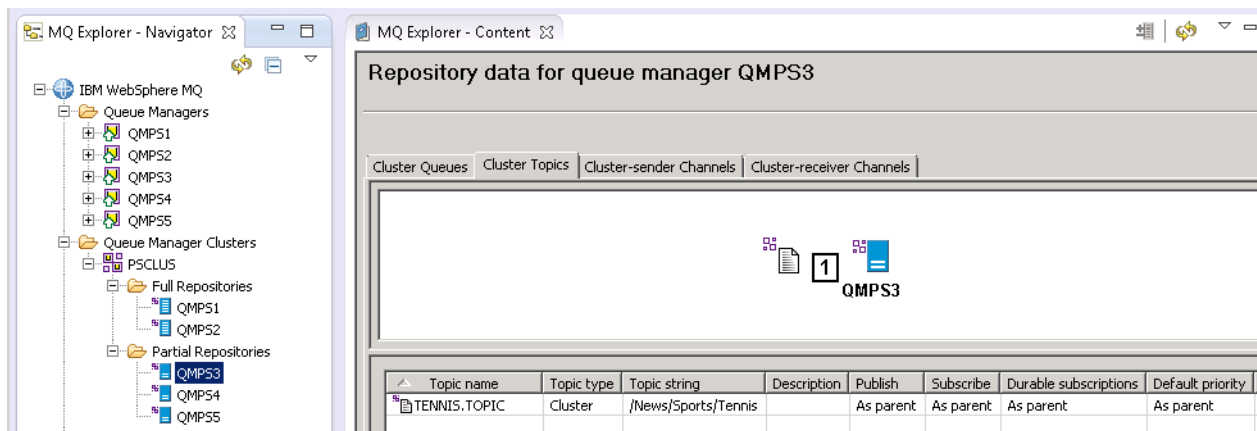 MQ Explorer - Navigator
IBM WebSphere MQ
Queue Managers
QMPS1
QMPS2
QMPS3
QMPS4
QMPS5
Queue Manager Clusters
PSCLUS
Full Repositories
QMPS1
QMPS2
Partial Repositories
QMPS3
QMPS4
QMPS5
MQ Explorer - Content
Repository data for queue manager QMPS3
Cluster Queues Cluster Topics Cluster-sender Channels Cluster-receiver Channels
1
QMPS3
Topic name Topic type Topic string Description Publish Subscribe Durable subscriptions Default priority
TENNIS.TOPIC Cluster /News/Sports/Tennis As parent As parent As parent As parent